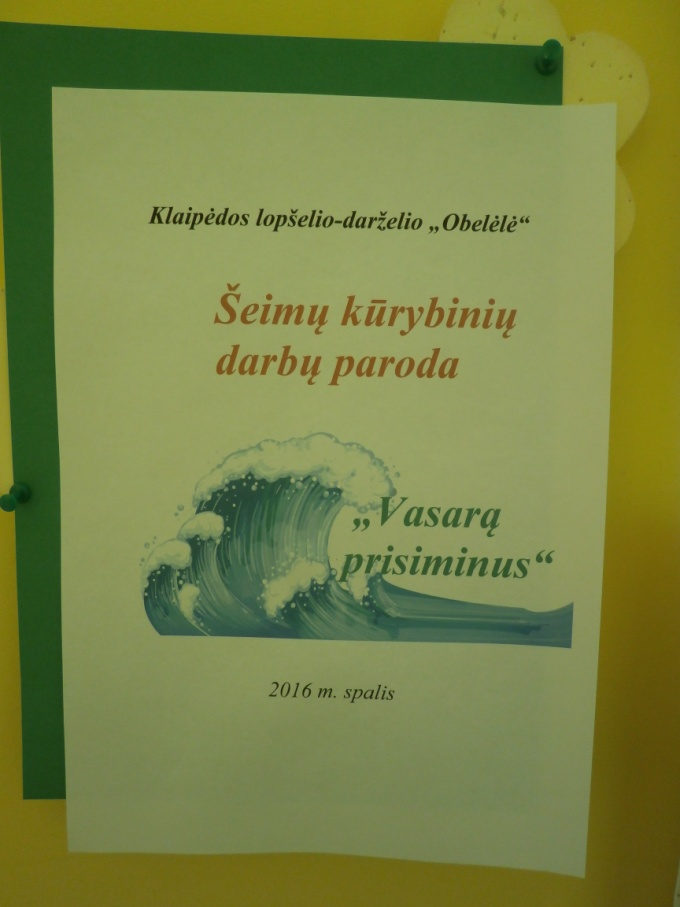 Klaipėdos lopšelio-darželio „Obelėlė“
Šeimų kūrybinių
darbų paroda
„Vasarą
prisiminus“
2016 m. spalis